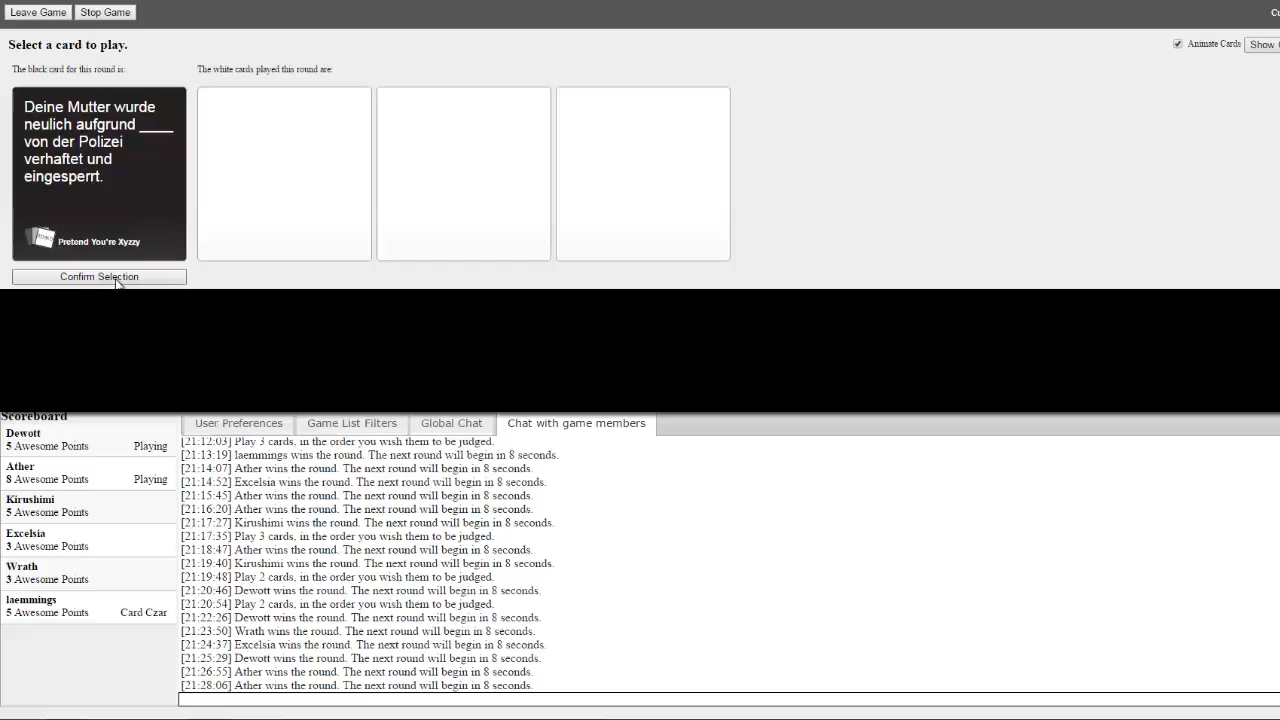 Leave Game Stop Game
Select a card to play.
Animate Cards Show
The black card for this round is:
The white cards played this round are:
Deine Mutter wurde
neulich aufgrund ____
von der Polizei
verhaftet und
eingesperrt.
Pretend You're Xyzzy
Confirm Selection
Scoreboard
Dewott
5 Awesome Points Playing
Ather
8 Awesome Points Playing
Kirushimi
5 Awesome Points
Excelsia
3 Awesome Points
Wrath
3 Awesome Points
laemmings
5 Awesome Points Card Czar
User Preferences Game List Filters Global Chat Chat with game members
[21:12:03] Play 3 cards, in the order you wish them to be judged.
[21:13:19] laemmings wins the round. The next round will begin in 8 seconds.
[21:14:07] Ather wins the round. The next round will begin in 8 seconds.
[21:14:52] Excelsia wins the round. The next round will begin in 8 seconds.
[21:15:45] Ather wins the round. The next round will begin in 8 seconds.
[21:16:20] Ather wins the round. The next round will begin in 8 seconds.
[21:17:27] Kirushimi wins the round. The next round will begin in 8 seconds.
[21:17:35] Play 3 cards, in the order you wish them to be judged.
[21:18:47] Ather wins the round. The next round will begin in 8 seconds.
[21:19:40] Kirushimi wins the round. The next round will begin in 8 seconds.
[21:19:48] Play 2 cards, in the order you wish them to be judged.
[21:20:46] Dewott wins the round. The next round will begin in 8 seconds.
[21:20:54] Play 2 cards, in the order you wish them to be judged.
[21:22:26] Dewott wins the round. The next round will begin in 8 seconds.
[21:23:50] Wrath wins the round. The next round will begin in 8 seconds.
[21:24:37] Excelsia wins the round. The next round will begin in 8 seconds.
[21:25:29] Dewott wins the round. The next round will begin in 8 seconds.
[21:26:55] Ather wins the round. The next round will begin in 8 seconds.
[21:28:06] Ather wins the round. The next round will begin in 8 seconds.